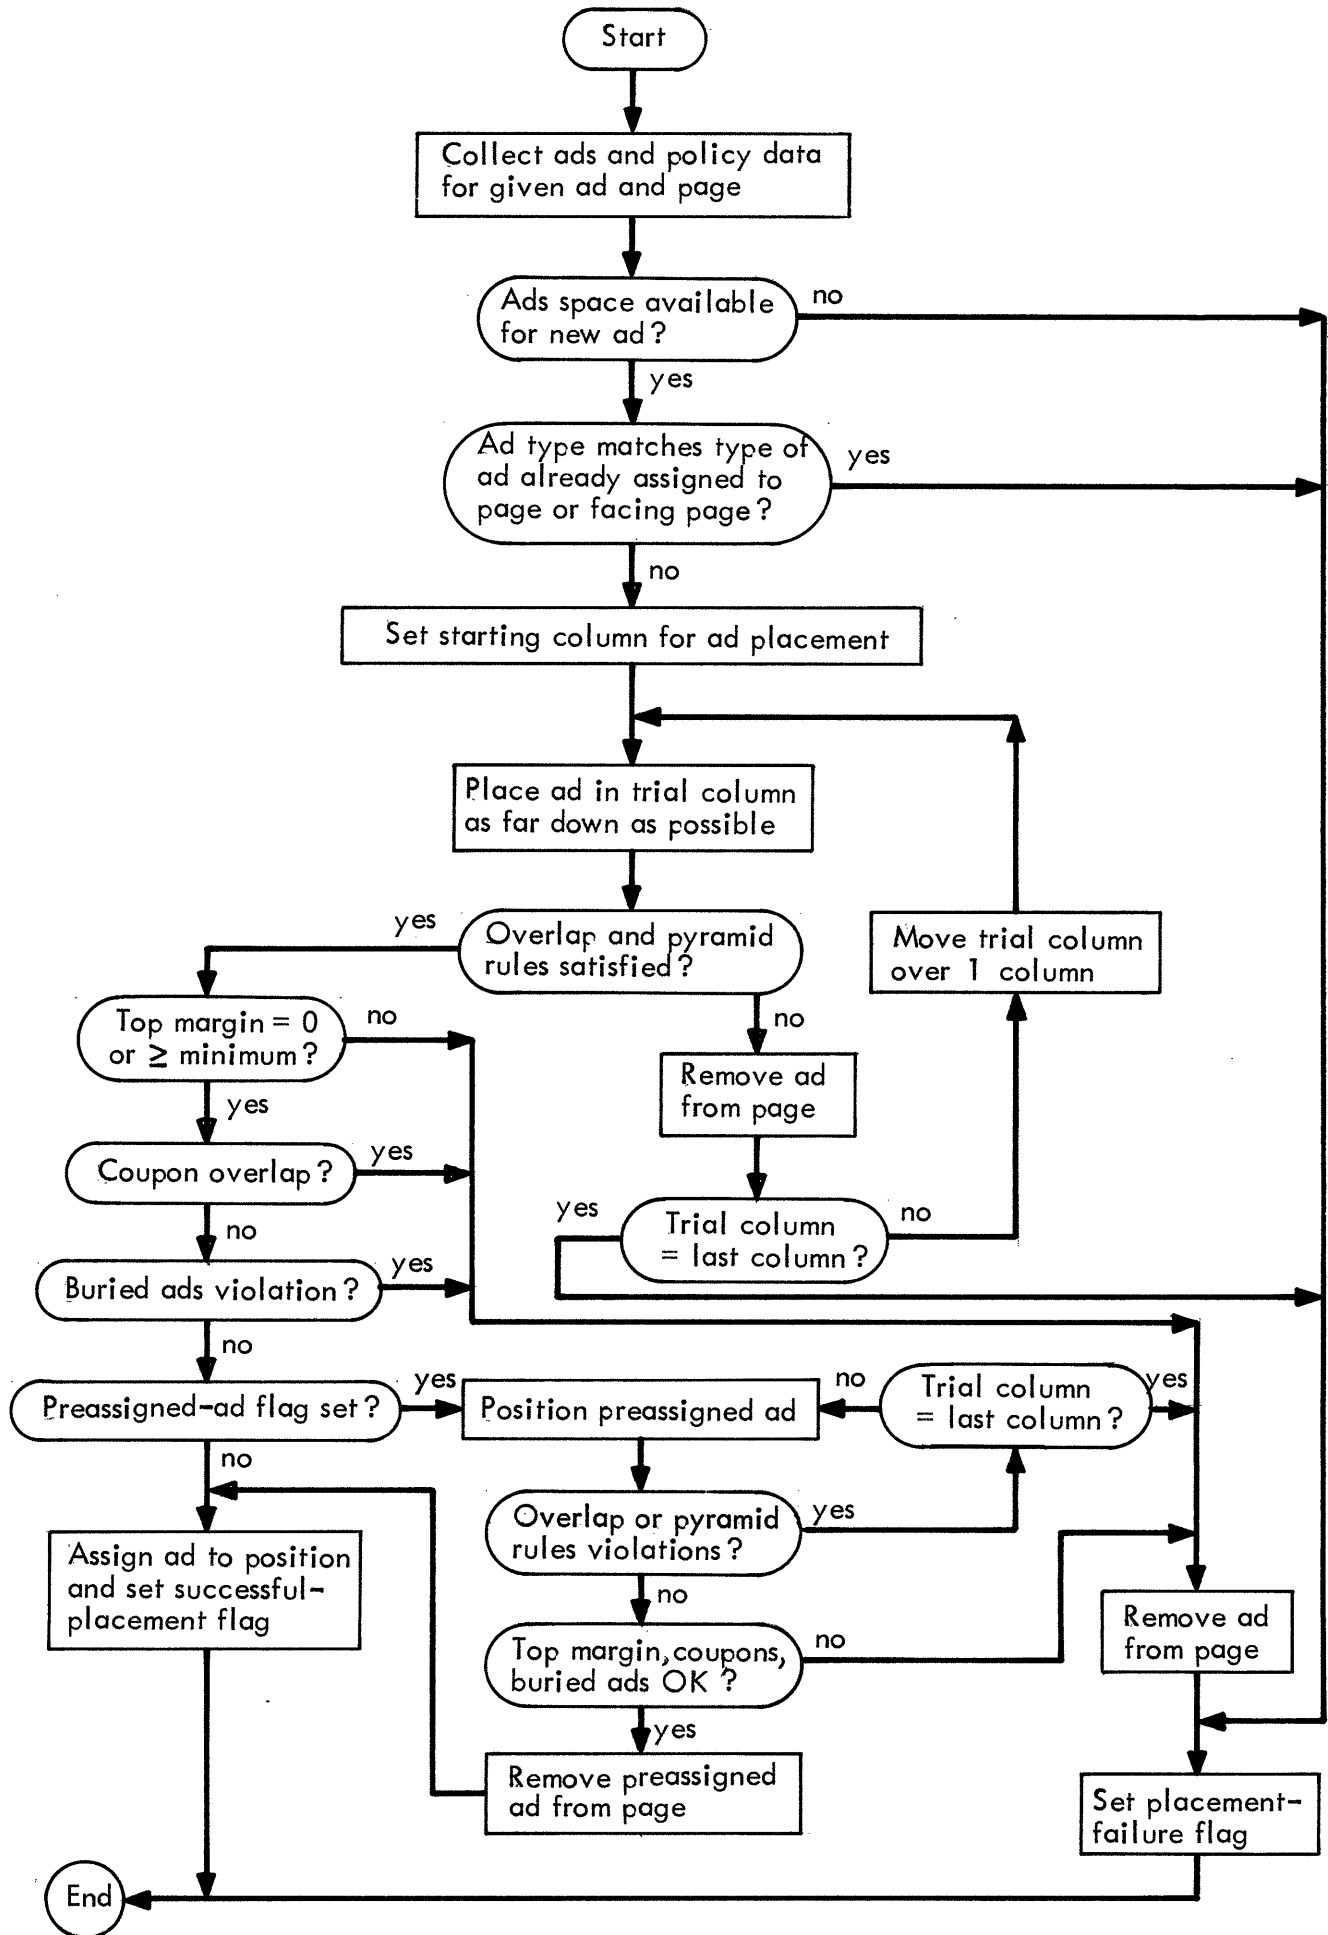 Start
Collect ads and policy data
for given ad and page
Ads space available
for new ad?
no
yes
Ad type matches type of
ad already assigned to
page or facing page?
yes
no
Set starting column for ad placement
Place ad in trial column
as far down as possible
Overlap and pyramid
rules satisfied?
yes
no
Move trial column
over 1 column
Top margin = 0
or ≥ minimum?
no
yes
Remove ad
from page
Coupon overlap?
yes
no
Trial column
= last column?
yes
no
Buried ads violation?
yes
no
Preassigned-ad flag set?
yes
no
Position preassigned ad
no
Trial column
= last column?
yes
Overlap or pyramid
rules violations?
yes
no
Assign ad to position
and set successful-
placement flag
Top margin, coupons,
buried ads OK ?
no
yes
Remove ad
from page
Remove preassigned
ad from page
Set placement-
failure flag
End